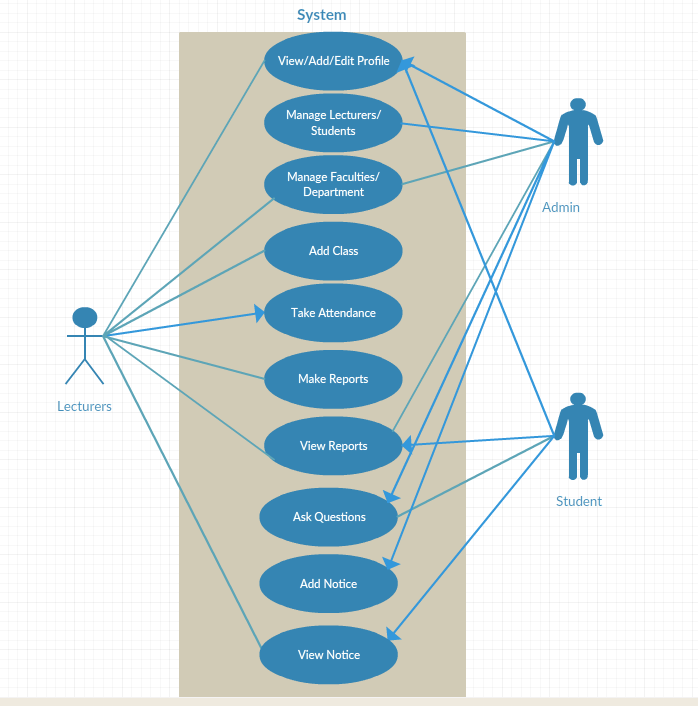 System
View/Add/Edit Profile
Manage Lecturers/
Students
Manage Faculties/
Department
Add Class
Take Attendance
Make Reports
View Reports
Ask Questions
Add Notice
View Notice
Admin
Lecturers
Student